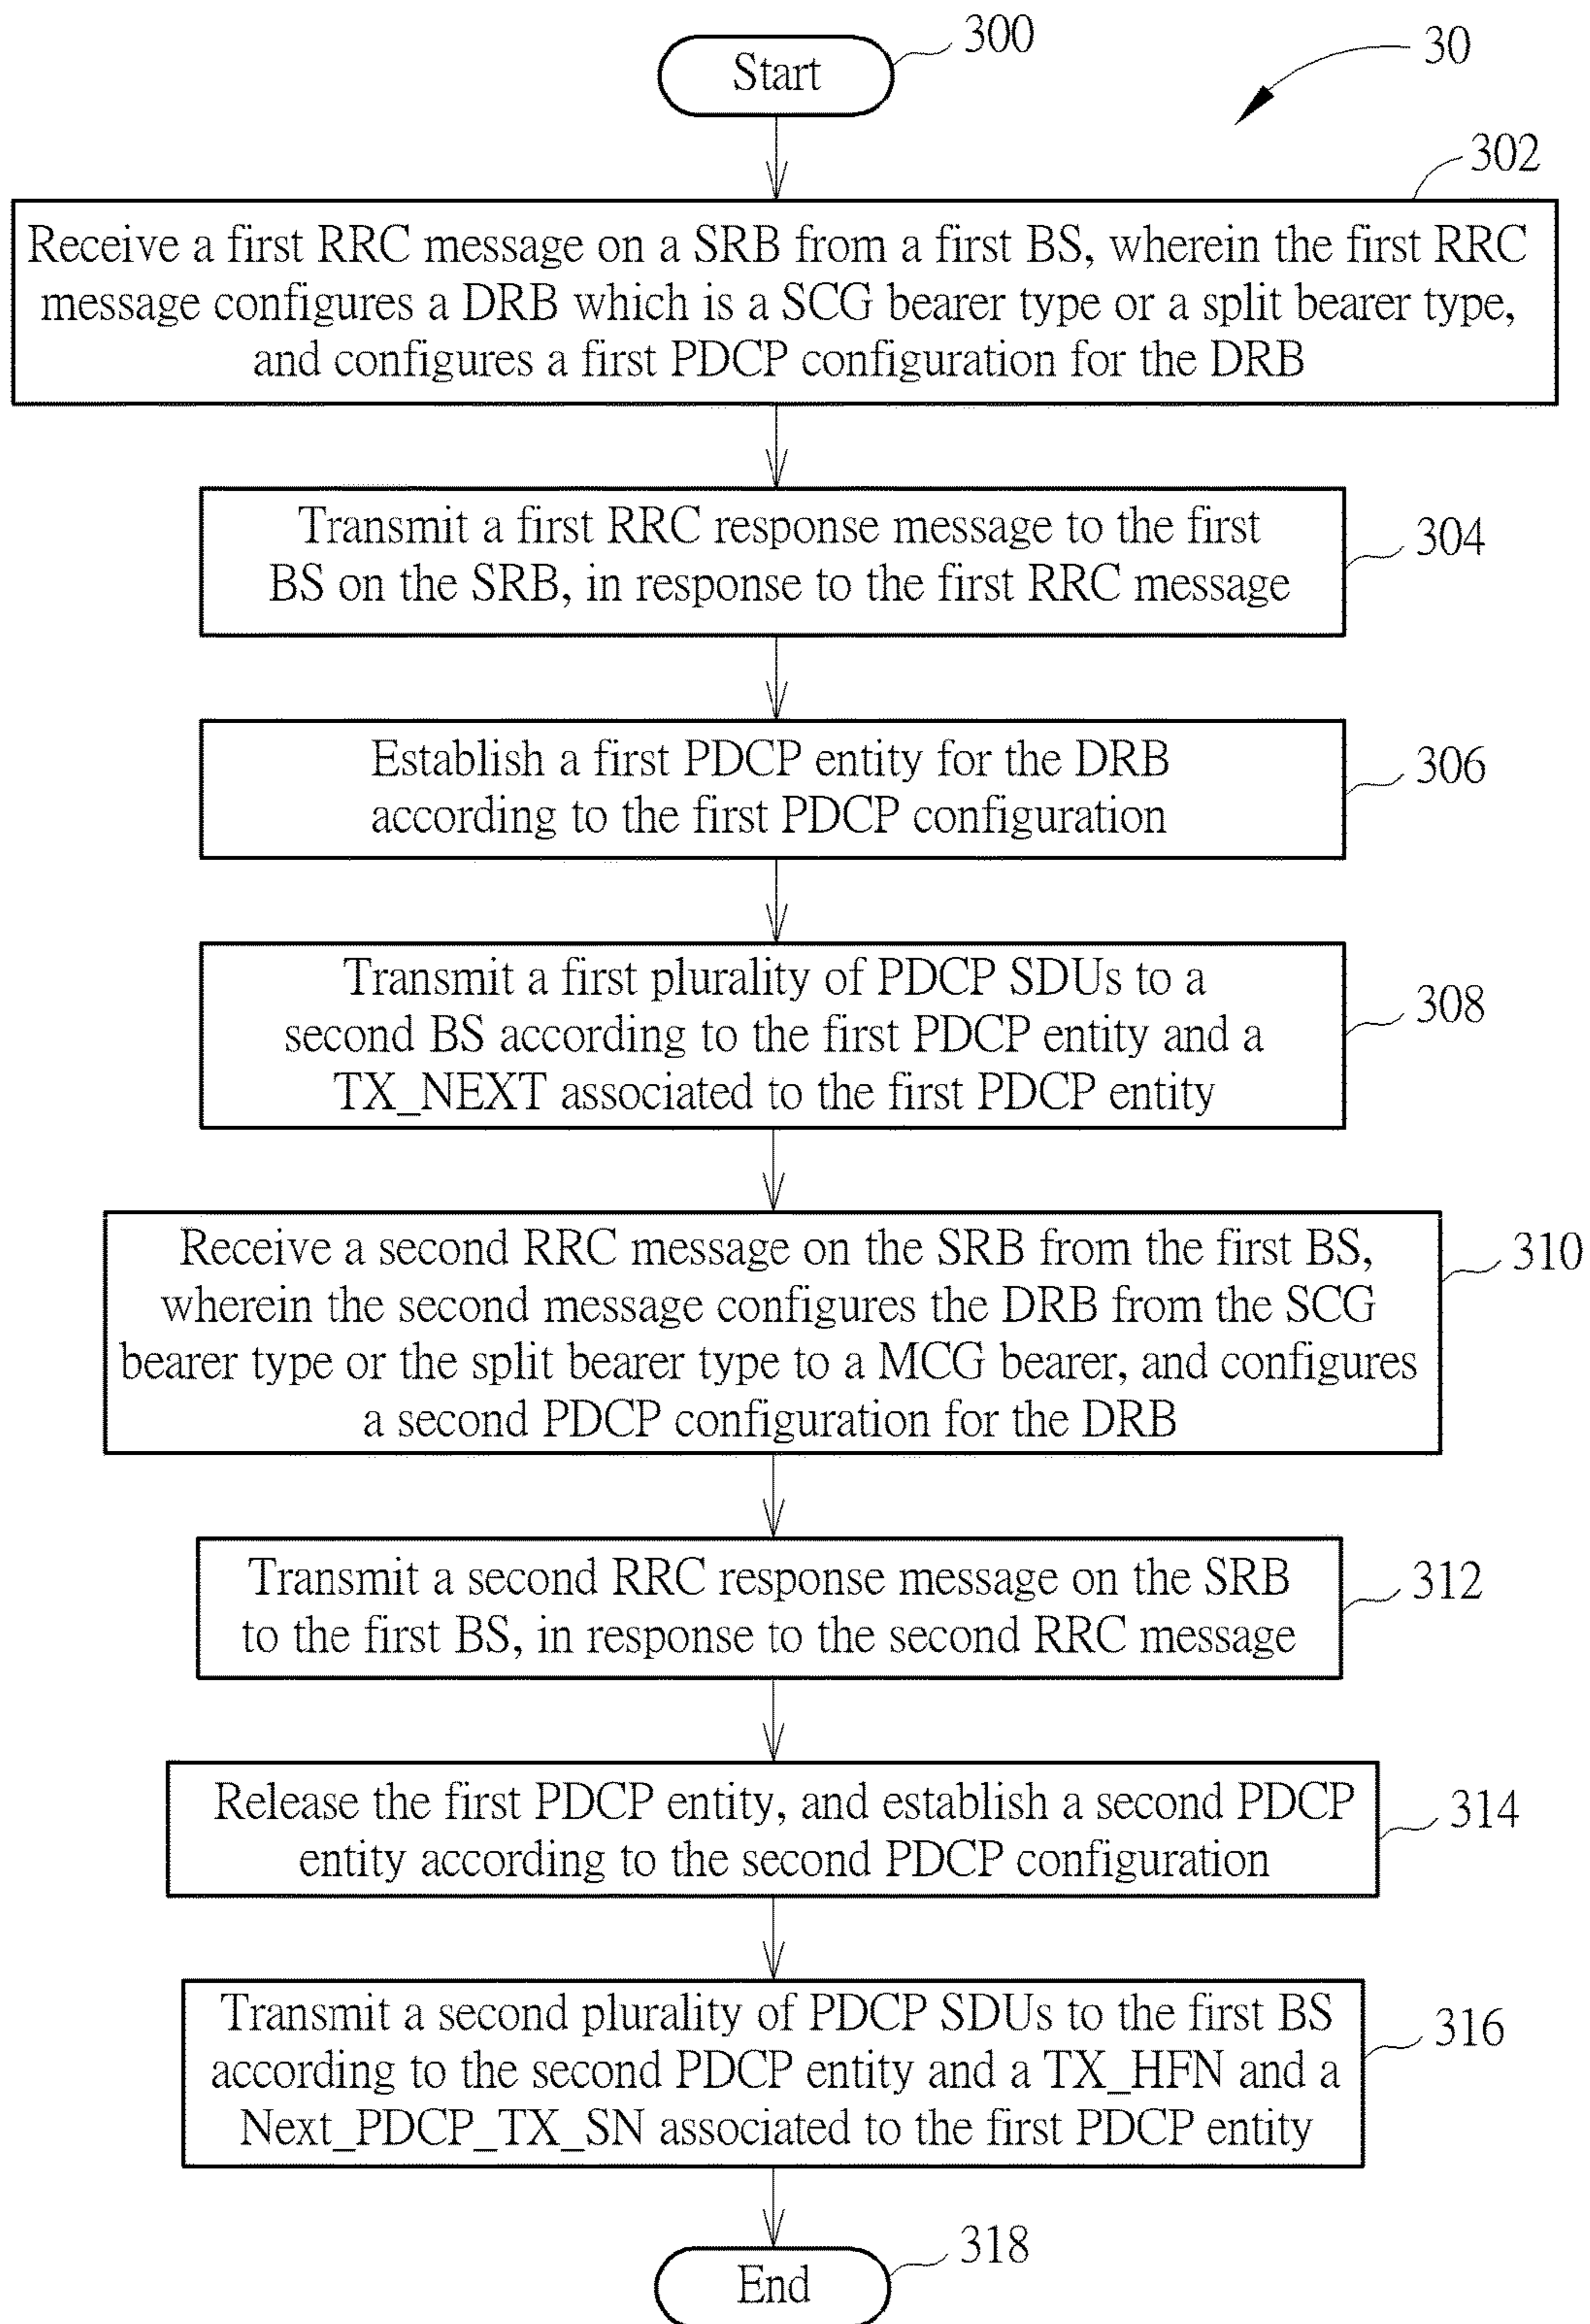 Start
300
30
302
Receive a first RRC message on a SRB from a first BS, wherein the first RRC
message configures a DRB which is a SCG bearer type or a split bearer type,
and configures a first PDCP configuration for the DRB
Transmit a first RRC response message to the first
BS on the SRB, in response to the first RRC message
304
Establish a first PDCP entity for the DRB
according to the first PDCP configuration
306
Transmit a first plurality of PDCP SDUs to a
second BS according to the first PDCP entity and a
TX_NEXT associated to the first PDCP entity
308
Receive a second RRC message on the SRB from the first BS,
wherein the second message configures the DRB from the SCG
bearer type or the split bearer type to a MCG bearer, and configures
a second PDCP configuration for the DRB
310
Transmit a second RRC response message on the SRB
to the first BS, in response to the second RRC message
312
Release the first PDCP entity, and establish a second PDCP
entity according to the second PDCP configuration
314
Transmit a second plurality of PDCP SDUs to the first BS
according to the second PDCP entity and a TX_HFN and a
Next_PDCP_TX_SN associated to the first PDCP entity
316
End
318